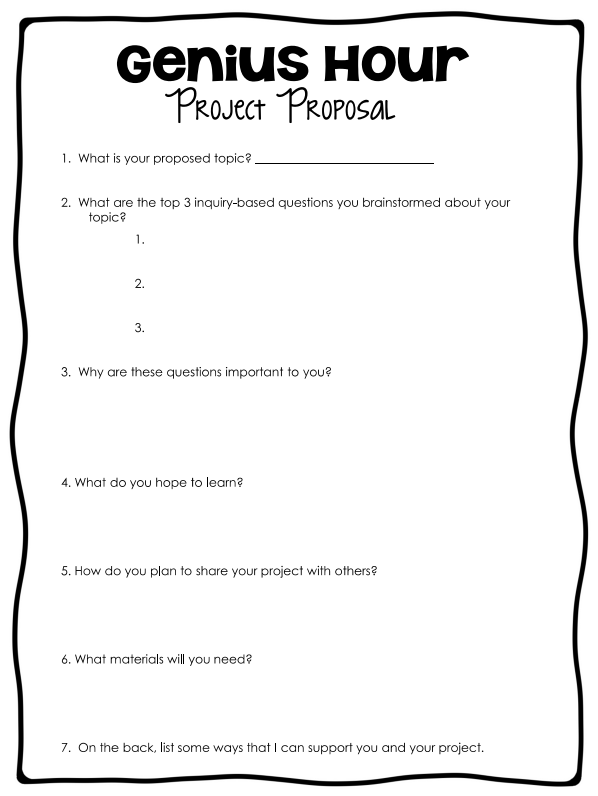 Genius Hour
Project Proposal
1. What is your proposed topic? ____________________
2. What are the top 3 inquiry-based questions you brainstormed about your
topic?
1.
2.
3.
3. Why are these questions important to you?
4. What do you hope to learn?
5. How do you plan to share your project with others?
6. What materials will you need?
7. On the back, list some ways that I can support you and your project.